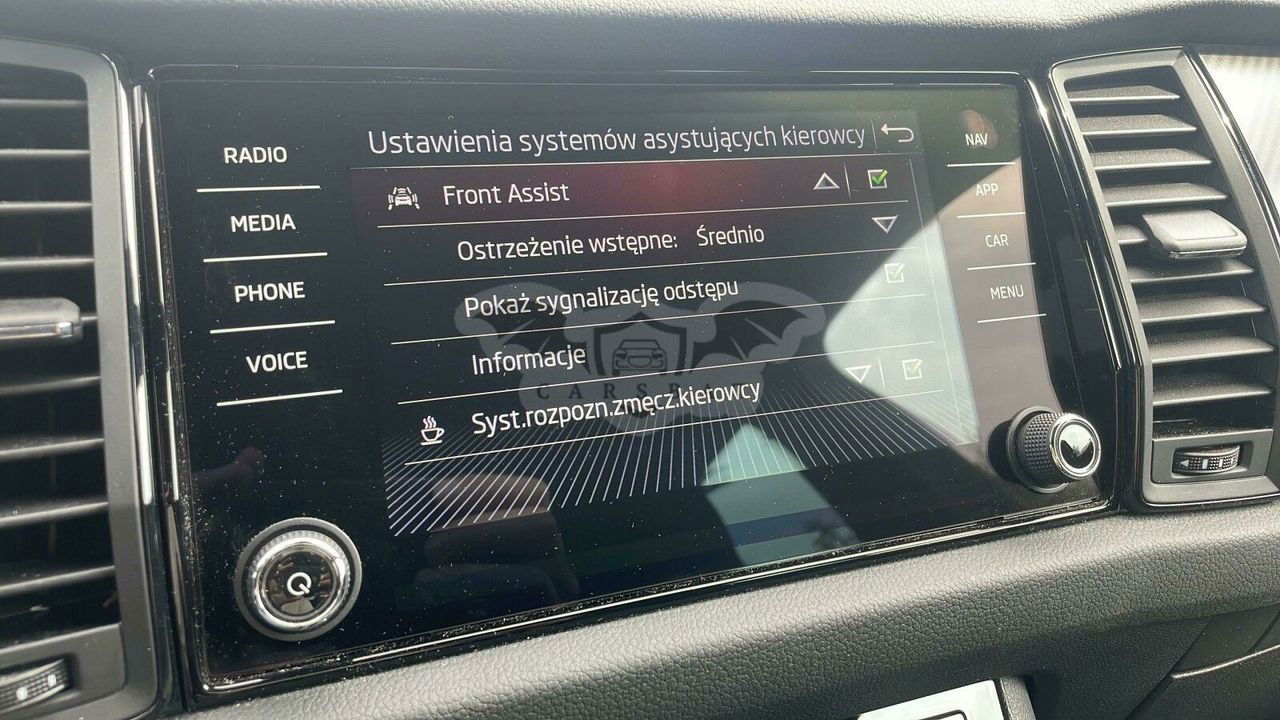 RADIO
MEDIA
PHONE
VOICE
Ustawienia systemów asystujących kierowcy
Front Assist
Ostrzeżenie wstępne: Średnio
Pokaż sygnalizację odstępu
Informacje
Syst.rozpozn.zmęcz.kierowcy
NAV
APP
CAR
MENU